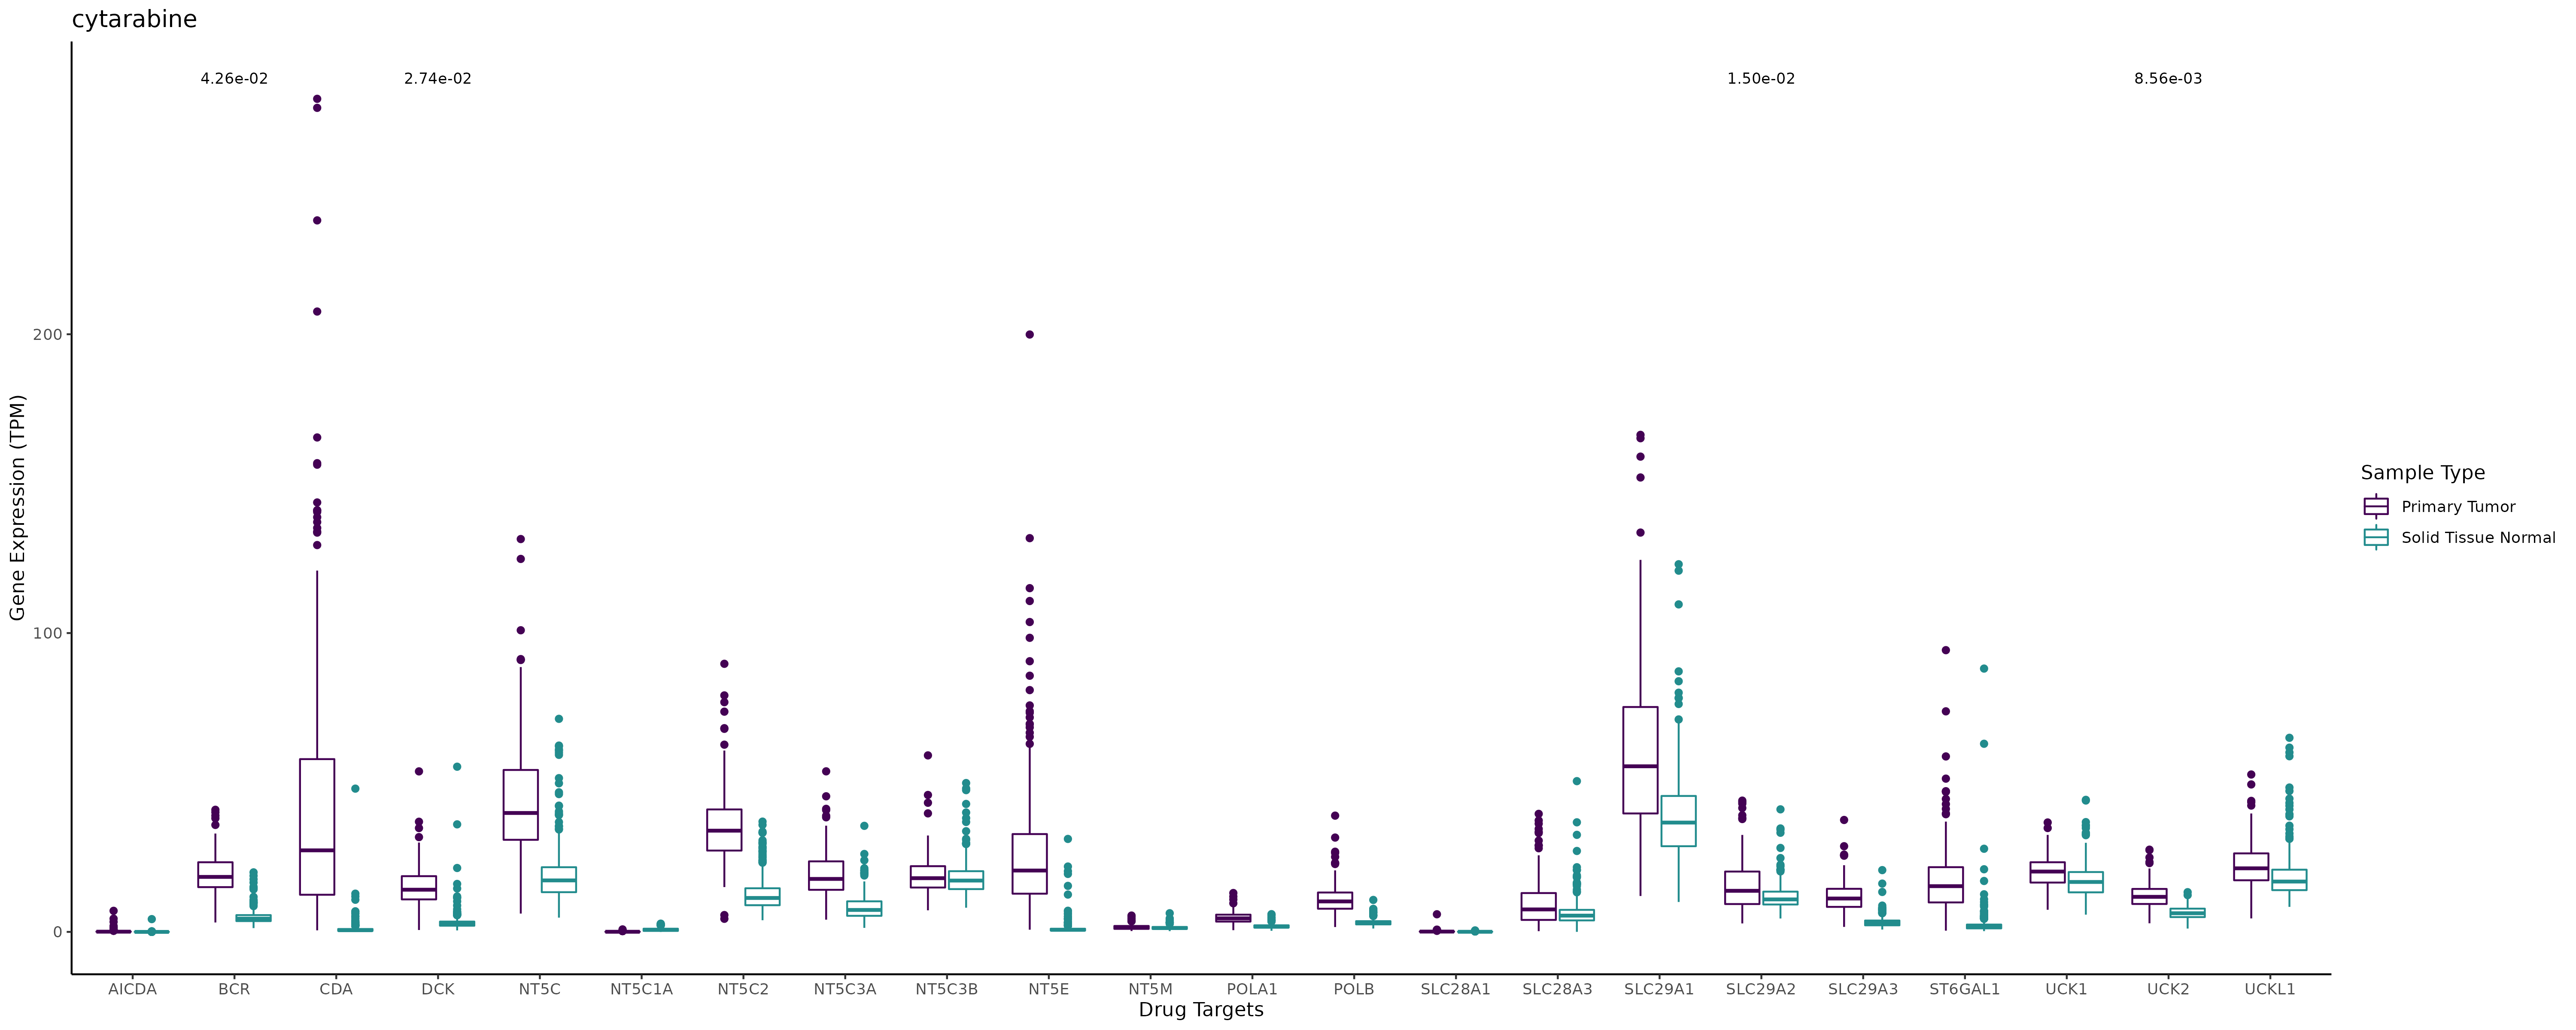 cytarabine
4.26e-02 2.74e-02 1.50e-02 8.56e-03
Gene Expression (TPM)
200
100
0
AICDA BCR CDA DCK NT5C NT5C1A NT5C2 NT5C3A NT5C3B NT5E NT5M POLA1 POLB SLC28A1 SLC28A3 SLC29A1 SLC29A2 SLC29A3 ST6GAL1 UCK1 UCK2 UCKL1
Drug Targets
Sample Type
Primary Tumor
Solid Tissue Normal